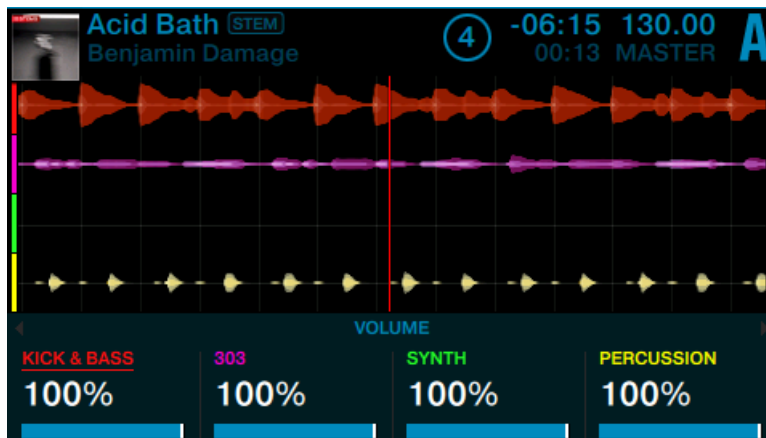 Acid Bath STEM 4 -06:15 130.00 A
Benjamin Damage 00:13 MASTER
VOLUME
KICK & BASS 303 SYNTH PERCUSSION
100% 100% 100% 100%